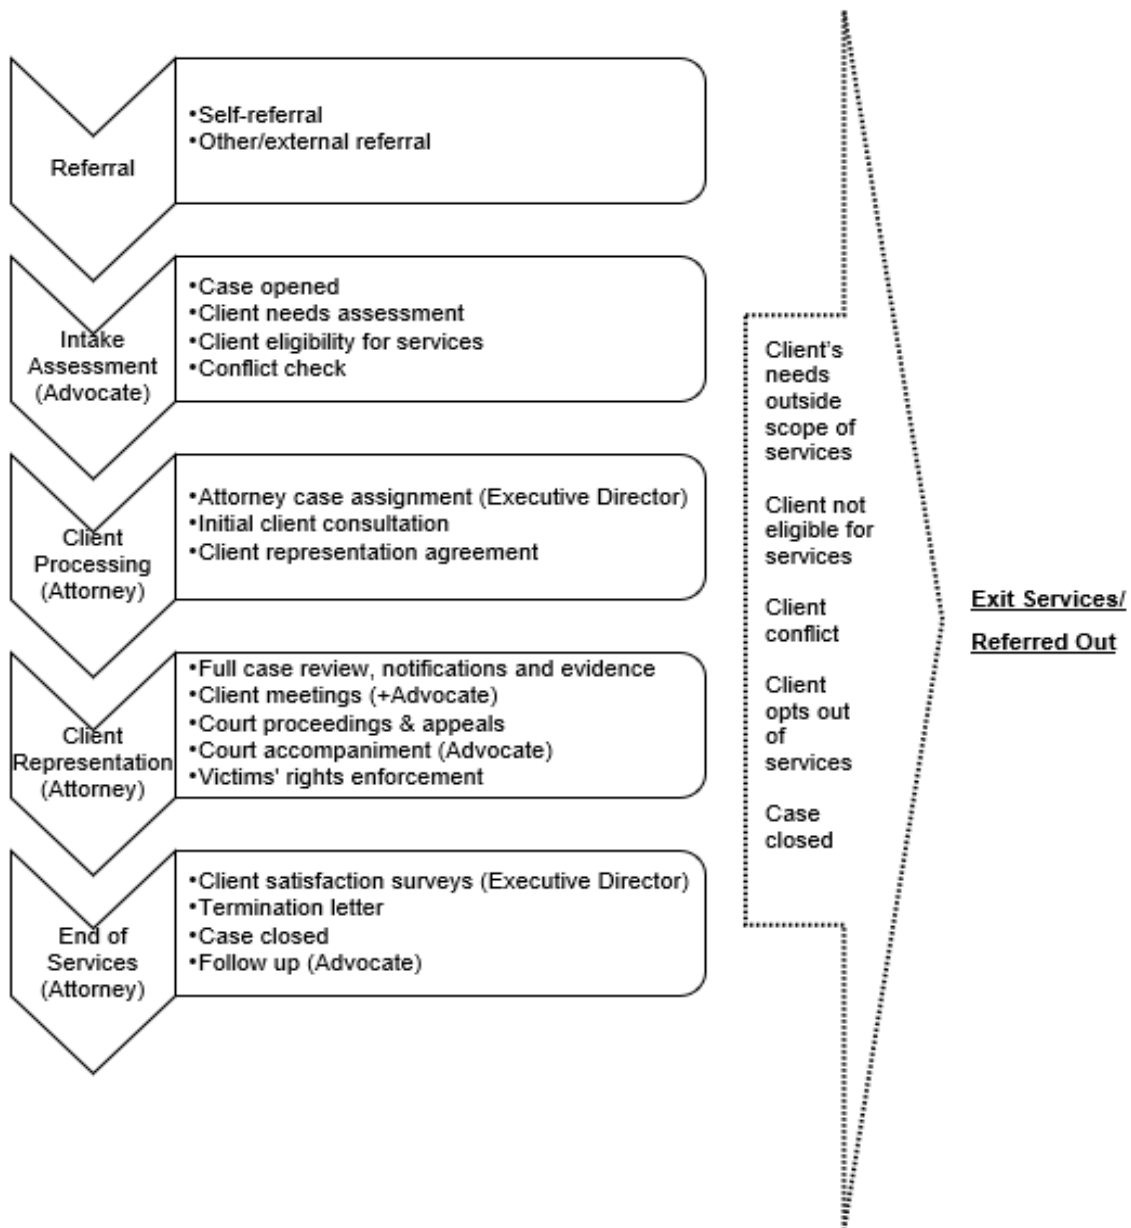 Referral
•Self-referral
•Other/external referral
Intake
Assessment
(Advocate)
•Case opened
•Client needs assessment
•Client eligibility for services
•Conflict check
Client
Processing
(Attorney)
•Attorney case assignment (Executive Director)
•Initial client consultation
•Client representation agreement
Client
Representation
(Attorney)
•Full case review, notifications and evidence
•Client meetings (+Advocate)
•Court proceedings & appeals
•Court accompaniment (Advocate)
•Victims' rights enforcement
End of
Services
(Attorney)
•Client satisfaction surveys (Executive Director)
•Termination letter
•Case closed
•Follow up (Advocate)
Client's
needs
outside
scope of
services
Client not
eligible for
services
Client
conflict
Client
opts out
of
services
Case
closed
Exit Services/
Referred Out